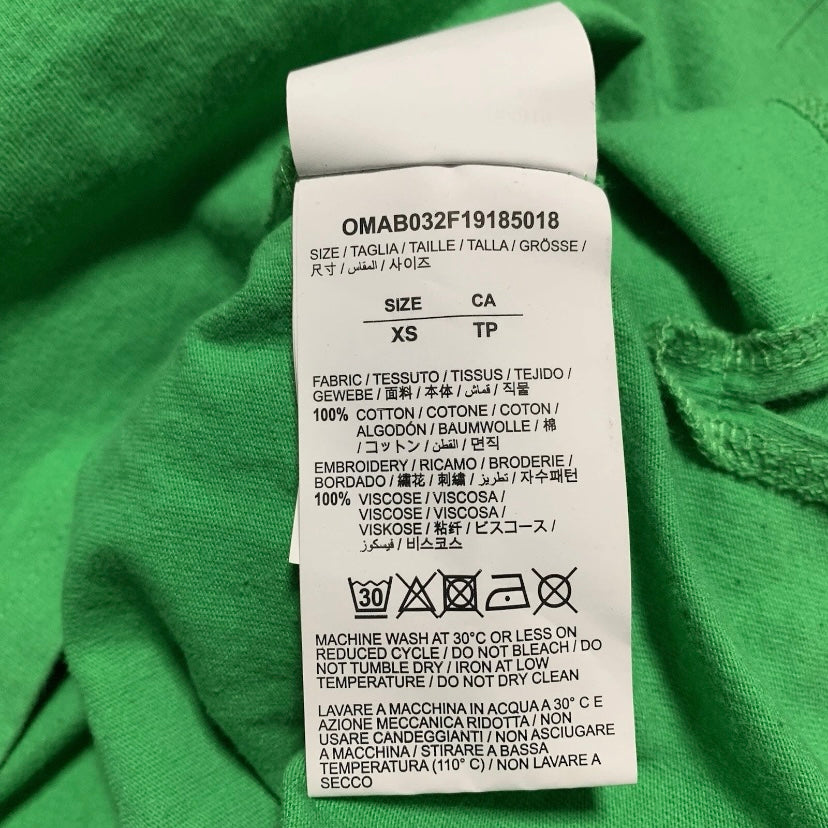 OMAB032F19185018
SIZE / TAGLIA / TAILLE / TALLA / GRÖSSE /
尺寸 / المقاس / 사이즈
SIZE CA
XS TP
FABRIC / TESSUTO / TISSUS / TEJIDO /
GEWEBE / 面料 / 本体 / قماش / 직물
100% COTTON / COTONE / COTON /
ALGODÓN / BAUMWOLLE / 棉
/ コットン / القطن / 면직
EMBROIDERY / RICAMO / BRODERIE /
BORDADO / 繡花 / 刺繍 / تطريز / 자수패턴
100% VISCOSE / VISCOSA /
VISCOSE / VISCOSA /
VISKOSE / 粘纤 / ビスコース /
فيسكوز / 비스코스
30
MACHINE WASH AT 30°C OR LESS ON
REDUCED CYCLE / DO NOT BLEACH / DO
NOT TUMBLE DRY / IRON AT LOW
TEMPERATURE / DO NOT DRY CLEAN
LAVARE A MACCHINA IN ACQUA A 30° C E
AZIONE MECCANICA RIDOTTA / NON
USARE CANDEGGIANTI / NON ASCIUGARE
A MACCHINA / STIRARE A BASSA
TEMPERATURA (110° C) / NON LAVARE A
SECCO